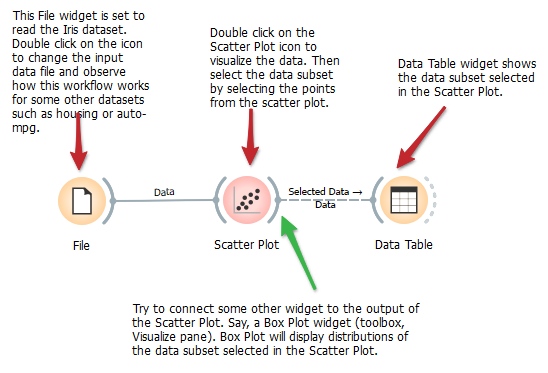 This File widget is set to
read the Iris dataset.
Double click on the icon
to change the input
data file and observe
how this workflow works
for some other datasets
such as housing or auto-
mpg.
Double click on the
Scatter Plot icon to
visualize the data. Then
select the data subset
by selecting the points
from the scatter plot.
Data Table widget shows
the data subset selected
in the Scatter Plot.
Data
Selected Data →
Data
File
Scatter Plot
Data Table
Try to connect some other widget to the output of
the Scatter Plot. Say, a Box Plot widget (toolbox,
Visualize pane). Box Plot will display distributions of
the data subset selected in the Scatter Plot.